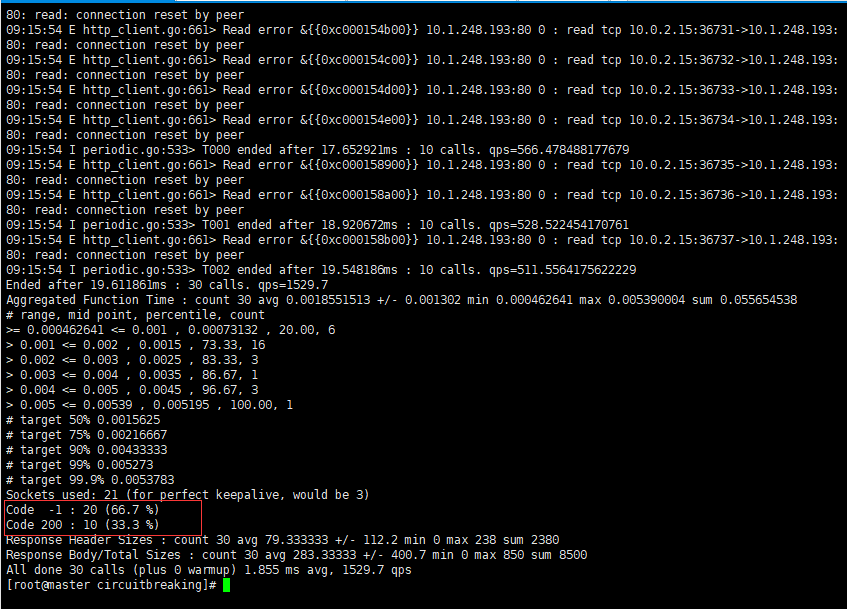 80: read: connection reset by peer
09:15:54 E http_client.go:661> Read error &{{0xc000154b00}} 10.1.248.193:80 0 : read tcp 10.0.2.15:36731->10.1.248.193:
80: read: connection reset by peer
09:15:54 E http_client.go:661> Read error &{{0xc000154c00}} 10.1.248.193:80 0 : read tcp 10.0.2.15:36732->10.1.248.193:
80: read: connection reset by peer
09:15:54 E http_client.go:661> Read error &{{0xc000154d00}} 10.1.248.193:80 0 : read tcp 10.0.2.15:36733->10.1.248.193:
80: read: connection reset by peer
09:15:54 E http_client.go:661> Read error &{{0xc000154e00}} 10.1.248.193:80 0 : read tcp 10.0.2.15:36734->10.1.248.193:
80: read: connection reset by peer
09:15:54 I periodic.go:533> T000 ended after 17.652921ms : 10 calls. qps=566.478488177679
09:15:54 E http_client.go:661> Read error &{{0xc000158900}} 10.1.248.193:80 0 : read tcp 10.0.2.15:36735->10.1.248.193:
80: read: connection reset by peer
09:15:54 E http_client.go:661> Read error &{{0xc000158a00}} 10.1.248.193:80 0 : read tcp 10.0.2.15:36736->10.1.248.193:
80: read: connection reset by peer
09:15:54 I periodic.go:533> T001 ended after 18.920672ms : 10 calls. qps=528.522454170761
09:15:54 E http_client.go:661> Read error &{{0xc000158b00}} 10.1.248.193:80 0 : read tcp 10.0.2.15:36737->10.1.248.193:
80: read: connection reset by peer
09:15:54 I periodic.go:533> T002 ended after 19.548186ms : 10 calls. qps=511.5564175622229
Ended after 19.611861ms : 30 calls. qps=1529.7
Aggregated Function Time : count 30 avg 0.0018551513 +/- 0.001302 min 0.000462641 max 0.005390004 sum 0.055654538
# range, mid point, percentile, count
>= 0.000462641 <= 0.001 , 0.00073132 , 20.00, 6
> 0.001 <= 0.002 , 0.0015 , 73.33, 16
> 0.002 <= 0.003 , 0.0025 , 83.33, 3
> 0.003 <= 0.004 , 0.0035 , 86.67, 1
> 0.004 <= 0.005 , 0.0045 , 96.67, 3
> 0.005 <= 0.00539 , 0.005195 , 100.00, 1
# target 50% 0.0015625
# target 75% 0.00216667
# target 90% 0.00433333
# target 99% 0.005273
# target 99.9% 0.0053783
Sockets used: 21 (for perfect keepalive, would be 3)
Code  -1 : 20 (66.7 %)
Code 200 : 10 (33.3 %)
Response Header Sizes : count 30 avg 79.333333 +/- 112.2 min 0 max 238 sum 2380
Response Body/Total Sizes : count 30 avg 283.33333 +/- 400.7 min 0 max 850 sum 8500
All done 30 calls (plus 0 warmup) 1.855 ms avg, 1529.7 qps
[root@master circuitbreaking]#